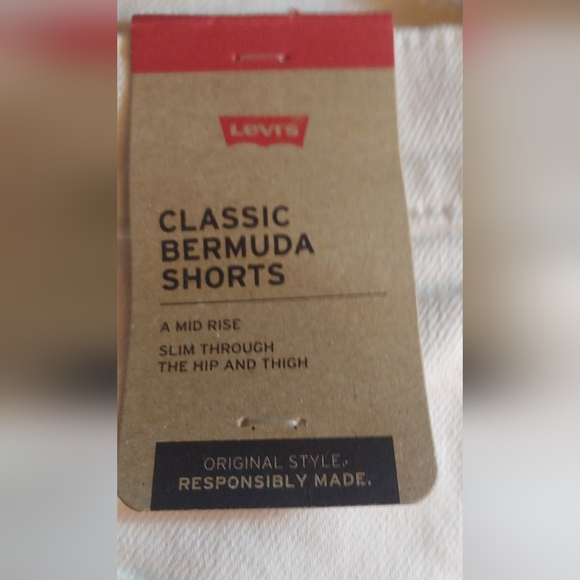 Levi's
CLASSIC
BERMUDA
SHORTS
A MID RISE
SLIM THROUGH
THE HIP AND THIGH
ORIGINAL STYLE.
RESPONSIBLY MADE.